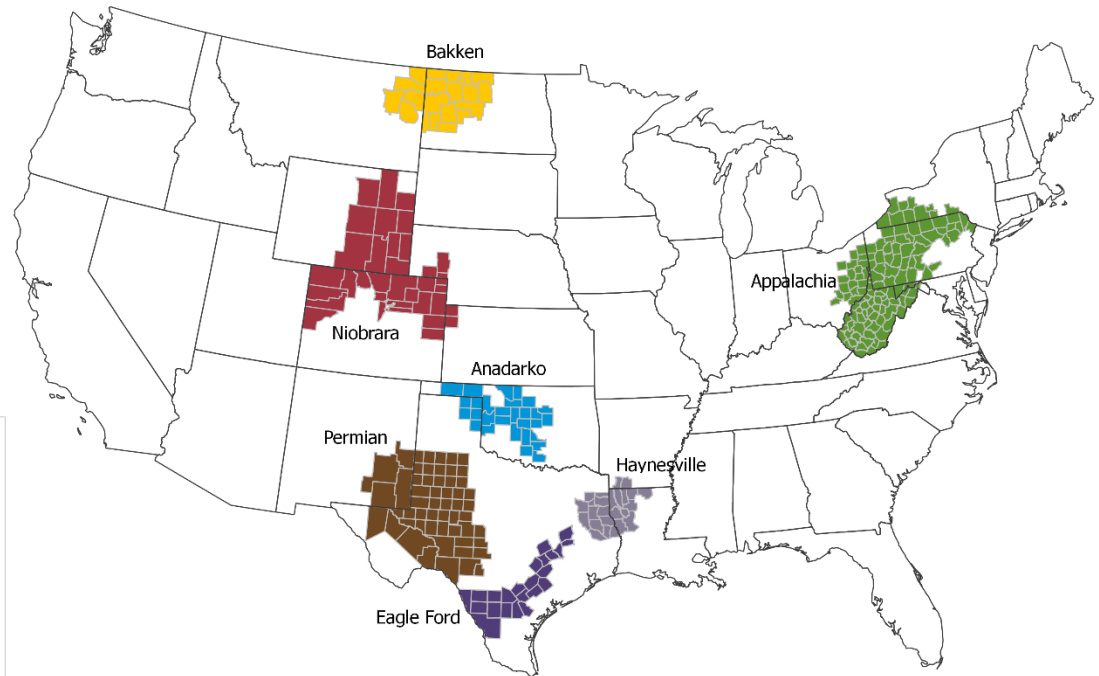 Bakken
Appalachia
Niobrara
Anadarko
Permian
Haynesville
Eagle Ford